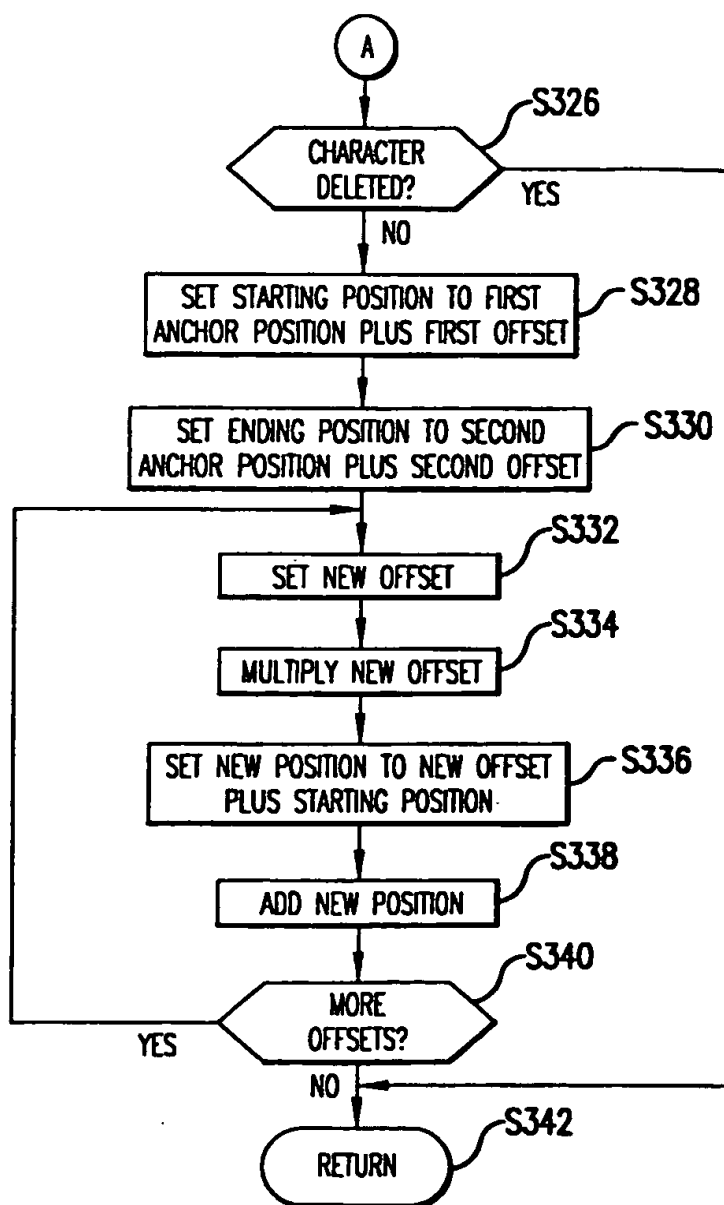 A
S326
CHARACTER
DELETED?
YES
NO
SET STARTING POSITION TO FIRST
ANCHOR POSITION PLUS FIRST OFFSET
S328
SET ENDING POSITION TO SECOND
ANCHOR POSITION PLUS SECOND OFFSET
S330
S332
SET NEW OFFSET
S334
MULTIPLY NEW OFFSET
SET NEW POSITION TO NEW OFFSET
PLUS STARTING POSITION
S336
S338
ADD NEW POSITION
S340
MORE
OFFSETS?
YES
NO
S342
RETURN